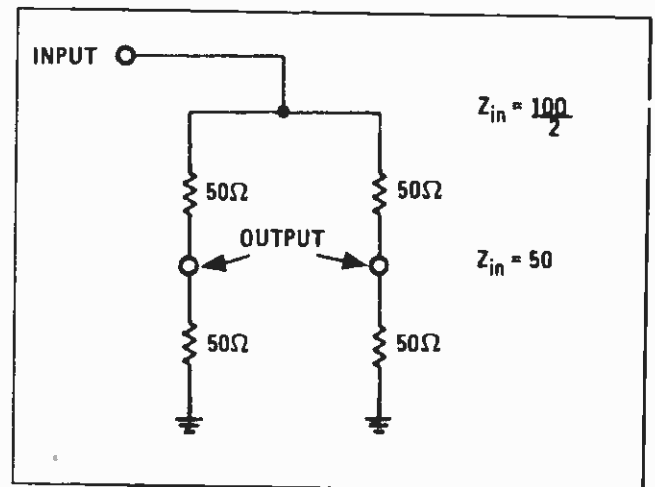 INPUT
Zin = 100/2
50Ω 50Ω
OUTPUT
Zin = 50
50Ω 50Ω